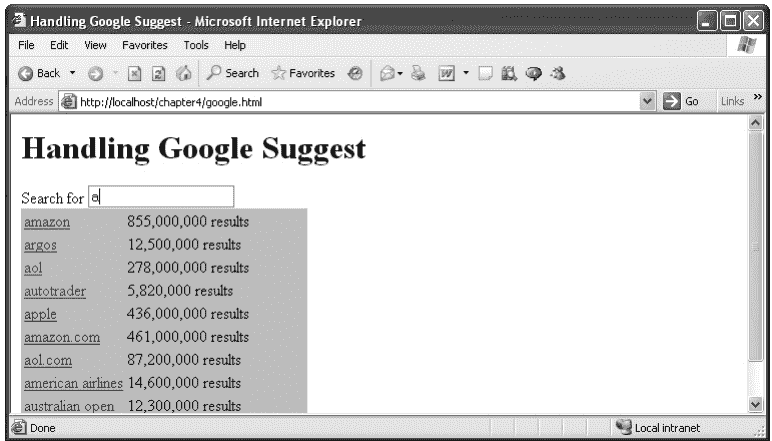 Handling Google Suggest - Microsoft Internet Explorer
File Edit View Favorites Tools Help
Back Search Favorites W
Address http://localhost/chapter4/google.html Go Links »
Handling Google Suggest
Search for a
amazon 855,000,000 results
argos 12,500,000 results
aol 278,000,000 results
autotrader 5,820,000 results
apple 436,000,000 results
amazon.com 461,000,000 results
aol.com 87,200,000 results
american airlines 14,600,000 results
australian open 12,300,000 results
Done Local intranet